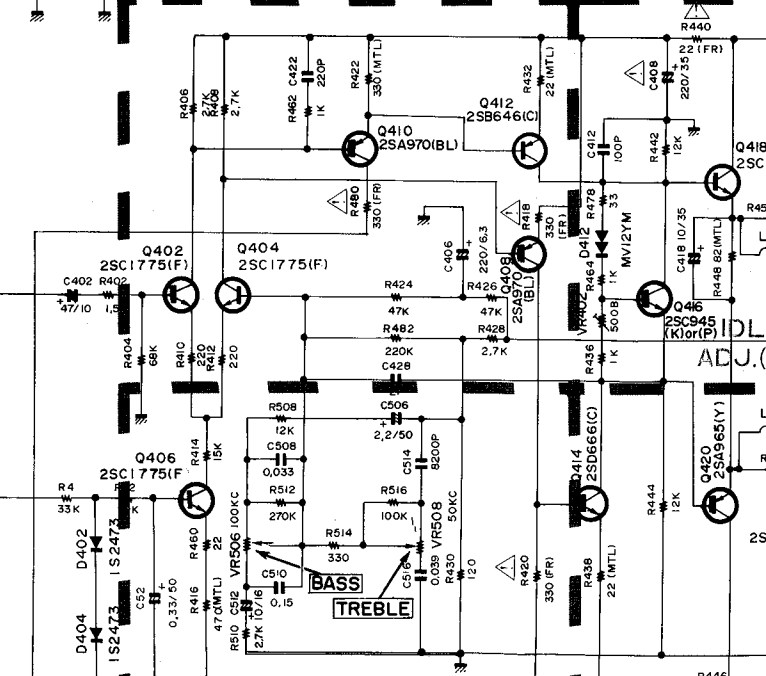 R440
22 (FR)
R406
2,7K
R408
2,7K
C422
220P
R462
1K
R422
330 (MTL)
R432
22 (MTL)
C408
220/35
Q410
2SA970(BL)
Q412
2SB646(C)
C412
100P
R442
12K
Q418
2SC
R480
330 (FR)
R418
330
(FR)
R478
33
D412
MV12YM
C406
220/6,3
C418 10/35
R448 82(MTL)
R45
Q402
2SC1775(F)
Q404
2SC1775(F)
Q408
2SA970
(BL)
R464
1K
C402
47/10
R402
1,5
R424
47K
R426
47K
VR402
500B
Q416
2SC945
(K)or(P)
IDL
ADJ.(
R404
68K
R410
220
R412
220
R482
220K
R428
2,7K
R436
1K
C428
R508
12K
C506
2,2/50
Q406
2SC1775(F
R414
15K
C508
0,033
C514
8200P
Q414
2SD666(C)
Q420
2SA965(Y)
R4
33K
R512
270K
R516
100K
VR508
50KC
R444
12K
VR506 100KC
R514
330
D402
1S2473
R460
22
BASS
TREBLE
C510
0,15
C516
0,039
R430
120
R420
330 (FR)
R438
22 (MTL)
2S
C52
0,33/50
R416
470(MTL)
C512
10/16
R510
2,7K
D404
1S2473
R446